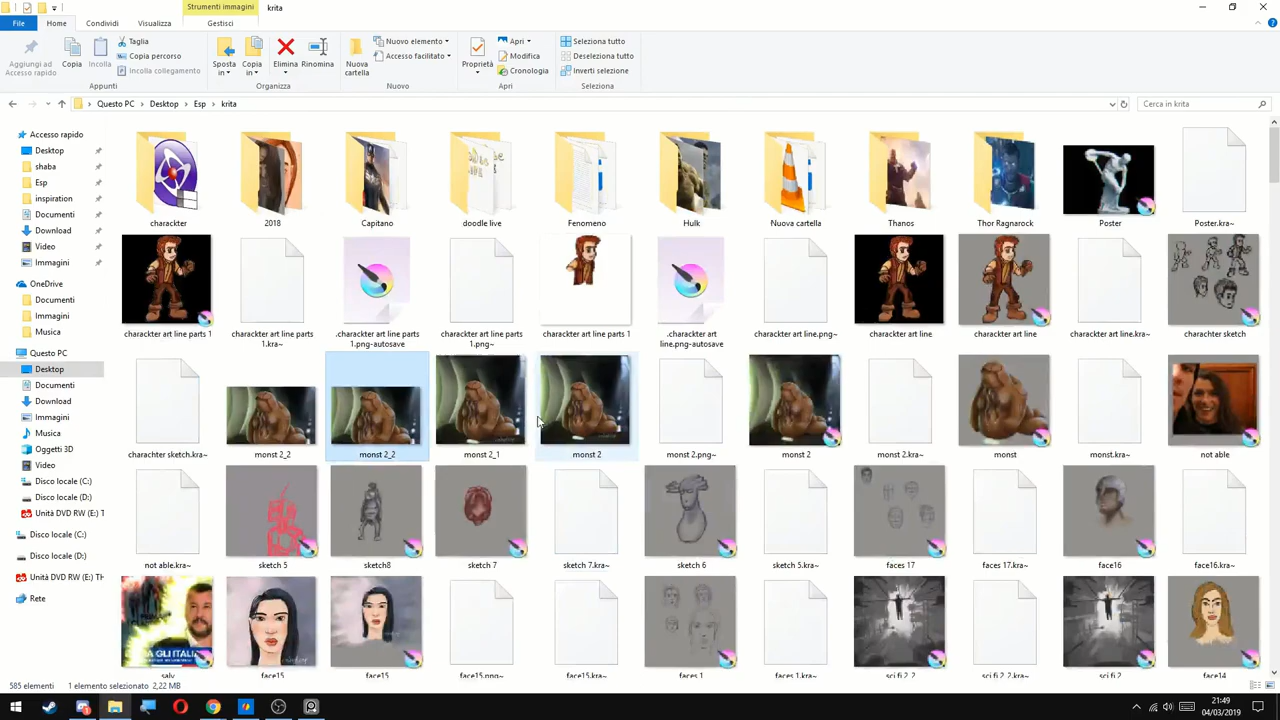 Strumenti immagini
krita
File
Home
Condividi
Visualizza
Gestisci
Aggiungi ad Accesso rapido
Copia
Incolla
Taglia
Copia percorso
Incolla collegamento
Appunti
Sposta in
Copia in
Elimina
Rinomina
Organizza
Nuova cartella
Nuovo elemento
Accesso facilitato
Nuovo
Proprietà
Apri
Modifica
Cronologia
Apri
Seleziona tutto
Deseleziona tutto
Inverti selezione
Seleziona
Questo PC
Desktop
Esp
krita
Cerca in krita
Accesso rapido
Desktop
shaba
Esp
inspiration
Documenti
Download
Video
Immagini
OneDrive
Documenti
Immagini
Musica
Questo PC
Desktop
Documenti
Download
Immagini
Musica
Oggetti 3D
Video
Disco locale (C:)
Disco locale (D:)
Unità DVD RW (E:) T
Disco locale (C:)
Disco locale (D:)
Unità DVD RW (E:) TH
Rete
charackter
2018
Capitano
doodle live
Fenomeno
Hulk
Nuova cartella
Thanos
Thor Ragnarock
Poster
Poster.kra~
charackter art line parts 1
charackter art line parts 1.kra~
.charackter art line parts 1.png-autosave
charackter art line parts 1.png~
charackter art line parts 1
.charackter art line.png-autosave
charackter art line.png~
charackter art line
charackter art line
charackter art line.kra~
charachter sketch
charachter sketch.kra~
monst 2_2
monst 2_2
monst 2_1
monst 2
monst 2.png~
monst 2
monst 2.kra~
monst
monst.kra~
not able
not able.kra~
sketch 5
sketch8
sketch 7
sketch 7.kra~
sketch 6
sketch 5.kra~
faces 17
faces 17.kra~
face16
face16.kra~
GLI ITALI
salv
face15
face15
face15.png~
face15.kra~
faces 1
faces 1.kra~
sci fi 2_2
sci fi 2_2.kra~
sci fi 2
face14
585 elementi
1 elemento selezionato 2,22 MB
21:49
04/03/2019